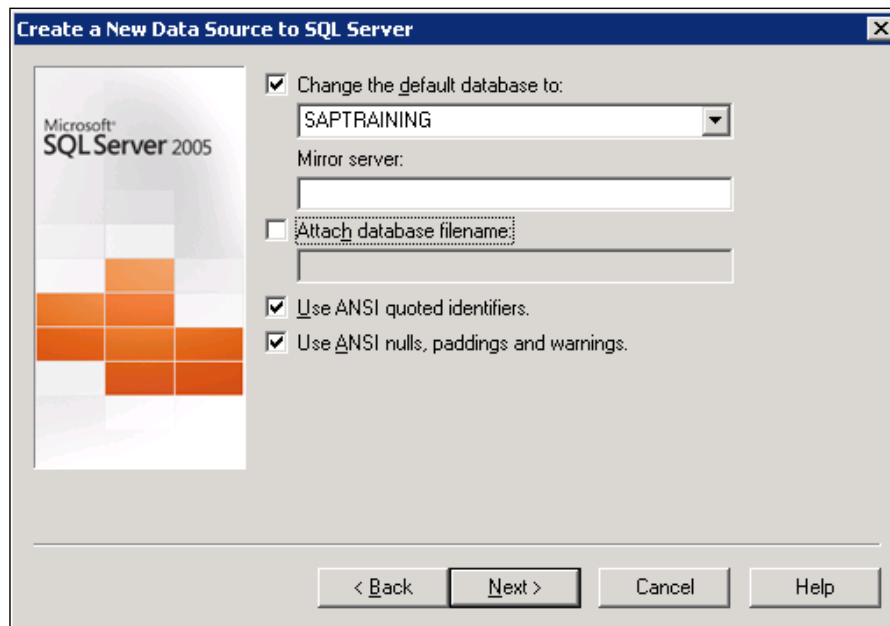 Create a New Data Source to SQL Server
Microsoft®
SQL Server 2005
Change the default database to:
SAPTRAINING
Mirror server:
Attach database filename:
Use ANSI quoted identifiers.
Use ANSI nulls, paddings and warnings.
< Back
Next >
Cancel
Help